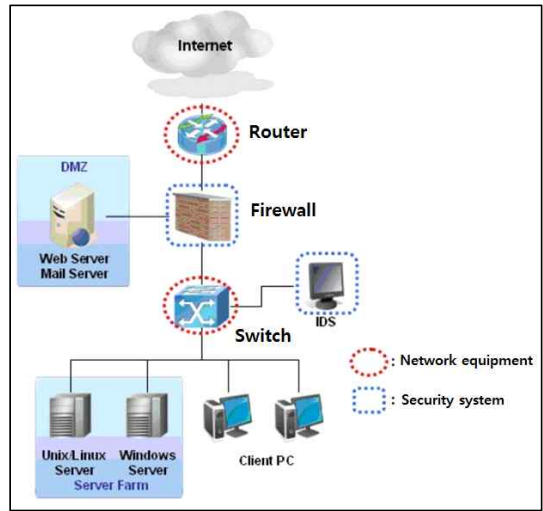 Internet
Router
DMZ
Firewall
Web Server
Mail Server
Switch
IDS
: Network equipment
: Security system
Unix/Linux Server
Windows Server
Server Farm
Client PC